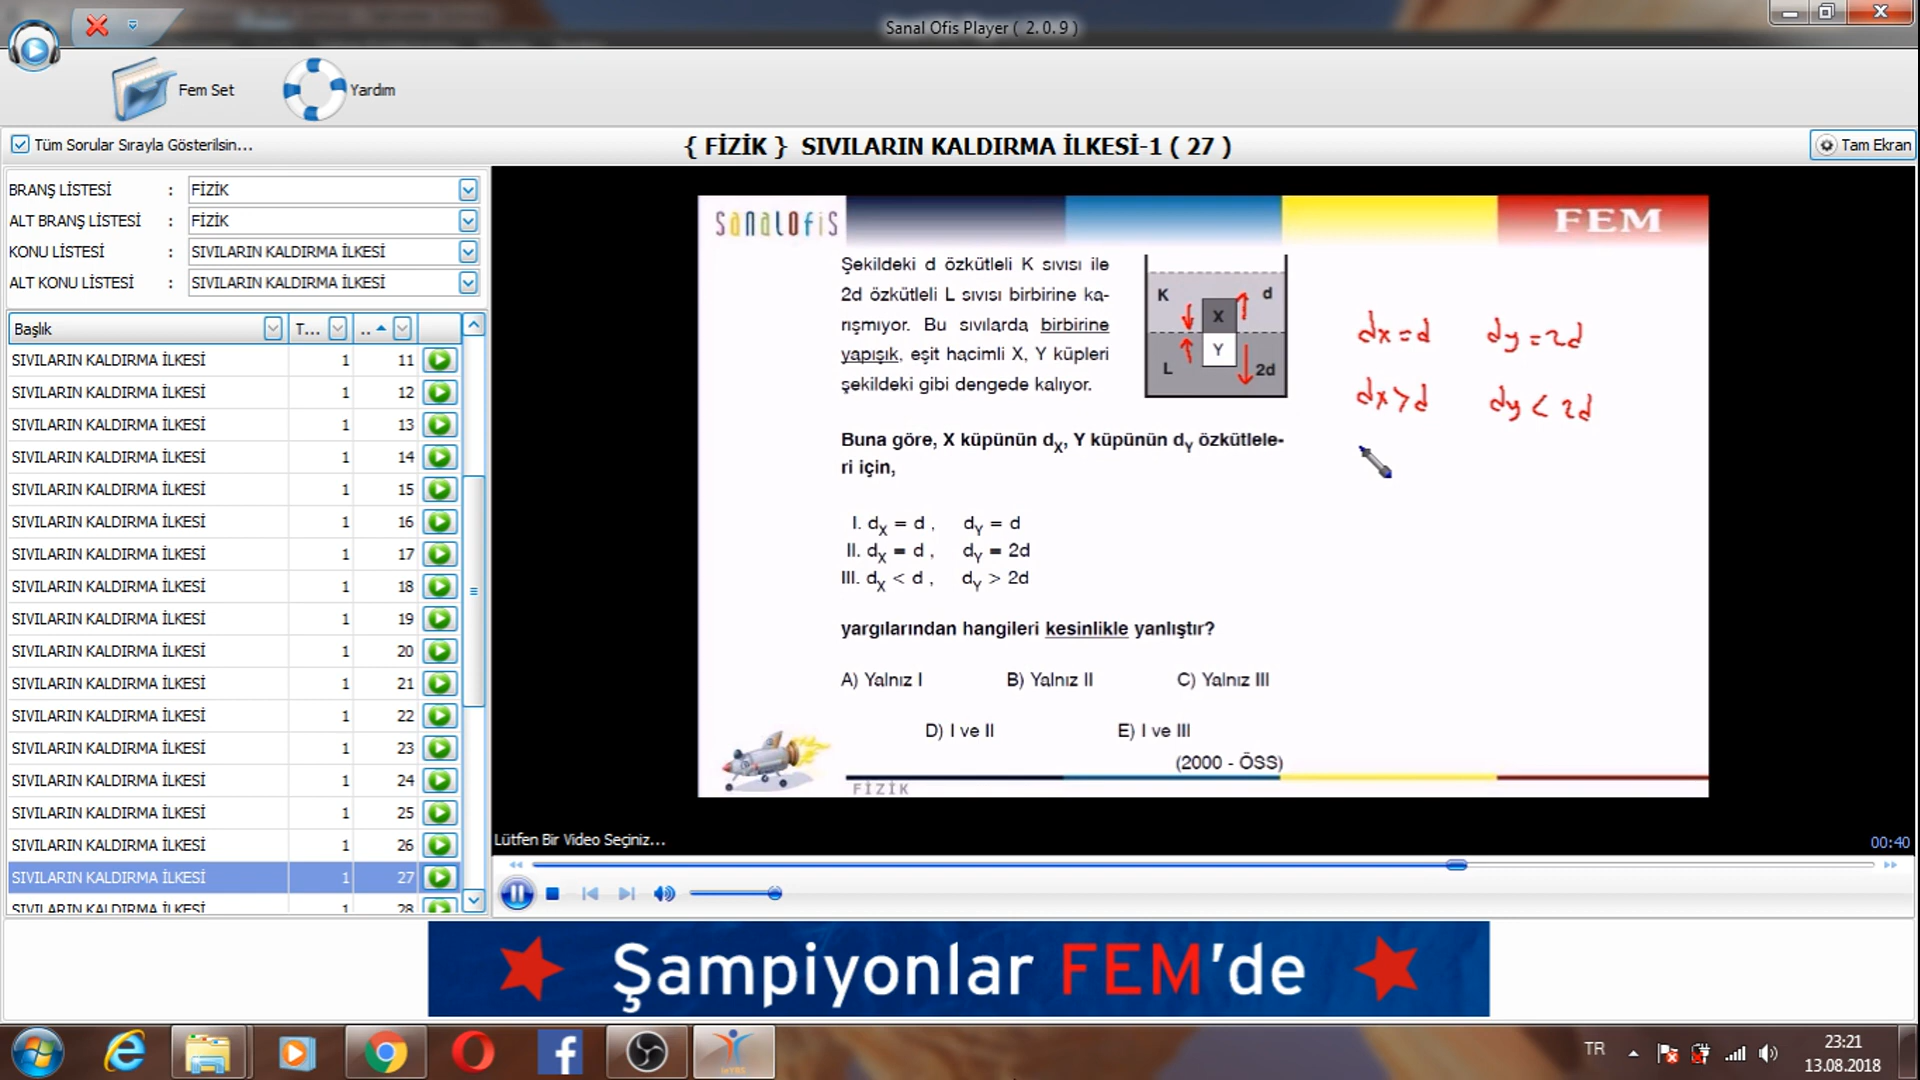 Sanal Ofis Player ( 2.0.9 )
Fem Set
Yardım
Tüm Sorular Sırayla Gösterilsin...
{ FİZİK } SIVILARIN KALDIRMA İLKESİ-1 ( 27 )
Tam Ekran
BRANŞ LİSTESİ : FİZİK
ALT BRANŞ LİSTESİ : FİZİK
KONU LİSTESİ : SIVILARIN KALDIRMA İLKESİ
ALT KONU LİSTESİ : SIVILARIN KALDIRMA İLKESİ
Başlık T... ..
SIVILARIN KALDIRMA İLKESİ 1 11
SIVILARIN KALDIRMA İLKESİ 1 12
SIVILARIN KALDIRMA İLKESİ 1 13
SIVILARIN KALDIRMA İLKESİ 1 14
SIVILARIN KALDIRMA İLKESİ 1 15
SIVILARIN KALDIRMA İLKESİ 1 16
SIVILARIN KALDIRMA İLKESİ 1 17
SIVILARIN KALDIRMA İLKESİ 1 18
SIVILARIN KALDIRMA İLKESİ 1 19
SIVILARIN KALDIRMA İLKESİ 1 20
SIVILARIN KALDIRMA İLKESİ 1 21
SIVILARIN KALDIRMA İLKESİ 1 22
SIVILARIN KALDIRMA İLKESİ 1 23
SIVILARIN KALDIRMA İLKESİ 1 24
SIVILARIN KALDIRMA İLKESİ 1 25
SIVILARIN KALDIRMA İLKESİ 1 26
SIVILARIN KALDIRMA İLKESİ 1 27
SIVILARIN KALDIRMA İLKESİ 1 28
sanalofis
FEM
Şekildeki d özkütleli K sıvısı ile
2d özkütleli L sıvısı birbirine ka-
rışmıyor. Bu sıvılarda birbirine
yapışık, eşit hacimli X, Y küpleri
şekildeki gibi dengede kalıyor.
K d
X
Y
L 2d
dx = d dy = 2d
dx > d dy < 2d
Buna göre, X küpünün dX, Y küpünün dY özkütlele-
ri için,
I. dX = d , dY = d
II. dX = d , dY = 2d
III. dX < d , dY > 2d
yargılarından hangileri kesinlikle yanlıştır?
A) Yalnız I B) Yalnız II C) Yalnız III
D) I ve II E) I ve III
(2000 - ÖSS)
FİZİK
Lütfen Bir Video Seçiniz...
00:40
Şampiyonlar FEM'de
TR
23:21
13.08.2018